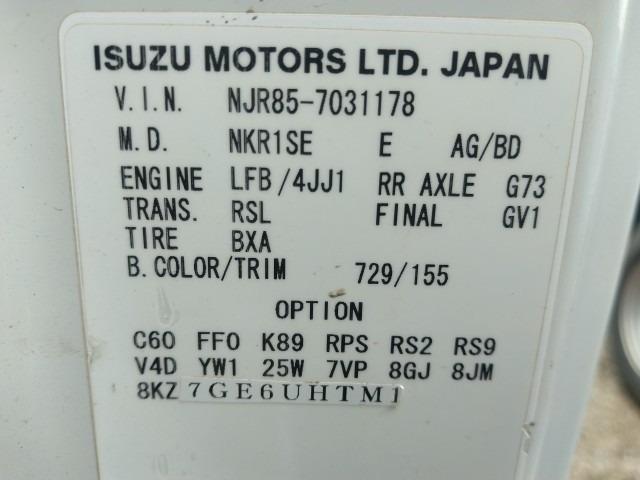 ISUZU MOTORS LTD. JAPAN
V.I.N. NJR85-7031178
M.D. NKR1SE E AG/BD
ENGINE LFB/4JJ1 RR AXLE G73
TRANS. RSL FINAL GV1
TIRE BXA
B.COLOR/TRIM 729/155
OPTION
C60 FF0 K89 RPS RS2 RS9
V4D YW1 25W 7VP 8GJ 8JM
8KZ 7GE6UHTM1